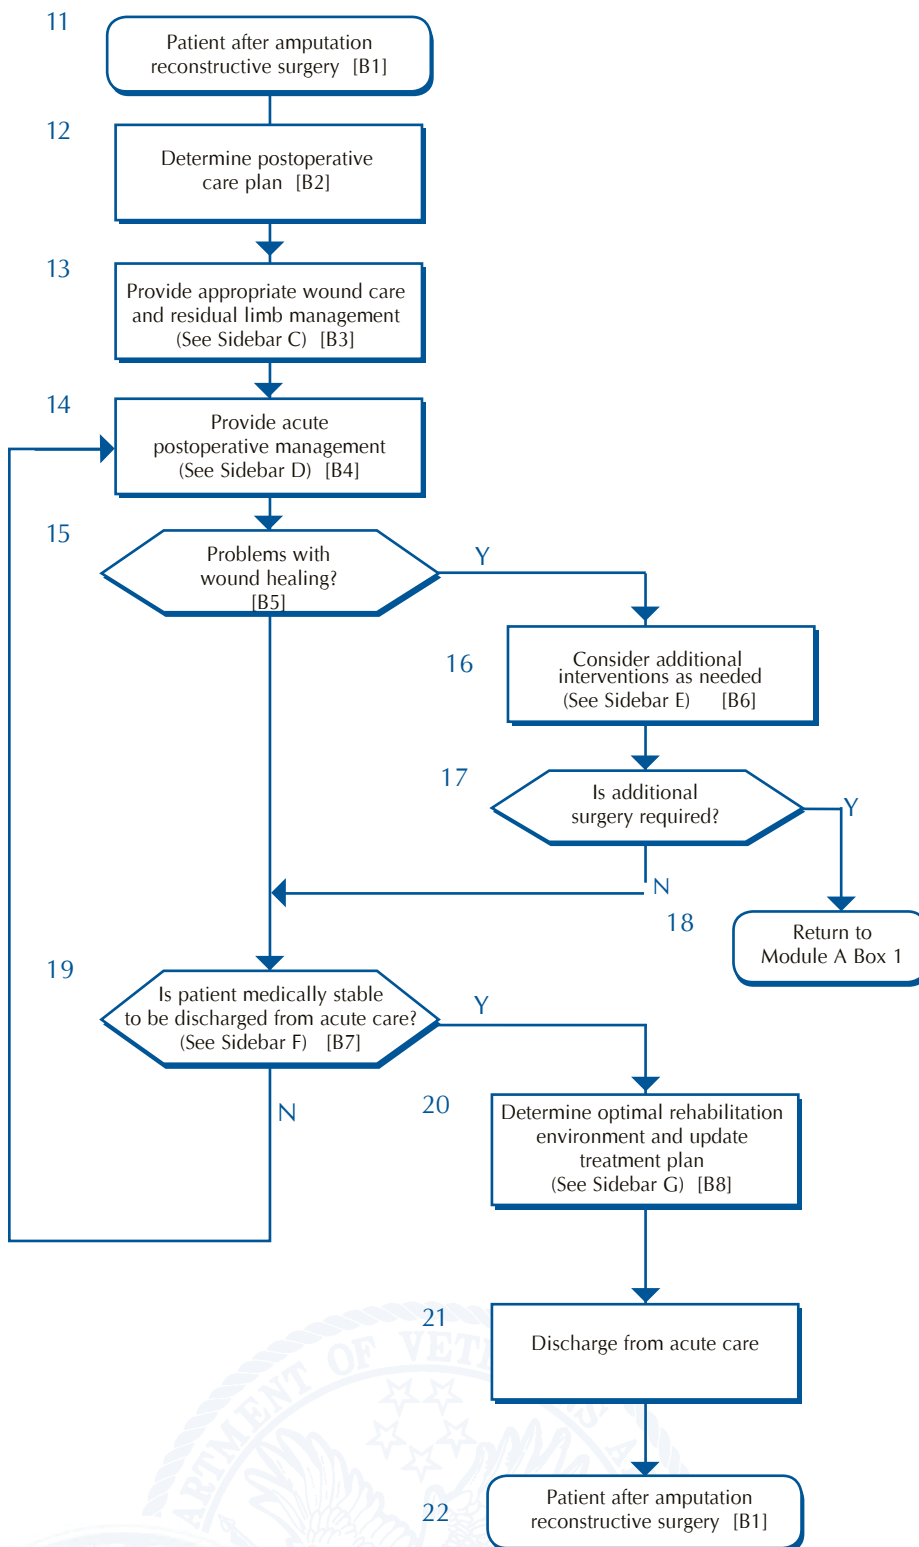 11
Patient after amputation
reconstructive surgery [B1]
12
Determine postoperative
care plan [B2]
13
Provide appropriate wound care
and residual limb management
(See Sidebar C) [B3]
14
Provide acute
postoperative management
(See Sidebar D) [B4]
15
Problems with
wound healing?
[B5]
Y
16
Consider additional
interventions as needed
(See Sidebar E) [B6]
17
Is additional
surgery required?
Y
N
18
Return to
Module A Box 1
19
Is patient medically stable
to be discharged from acute care?
(See Sidebar F) [B7]
Y
N
20
Determine optimal rehabilitation
environment and update
treatment plan
(See Sidebar G) [B8]
21
Discharge from acute care
22
Patient after amputation
reconstructive surgery [B1]
ARTMENT OF VET